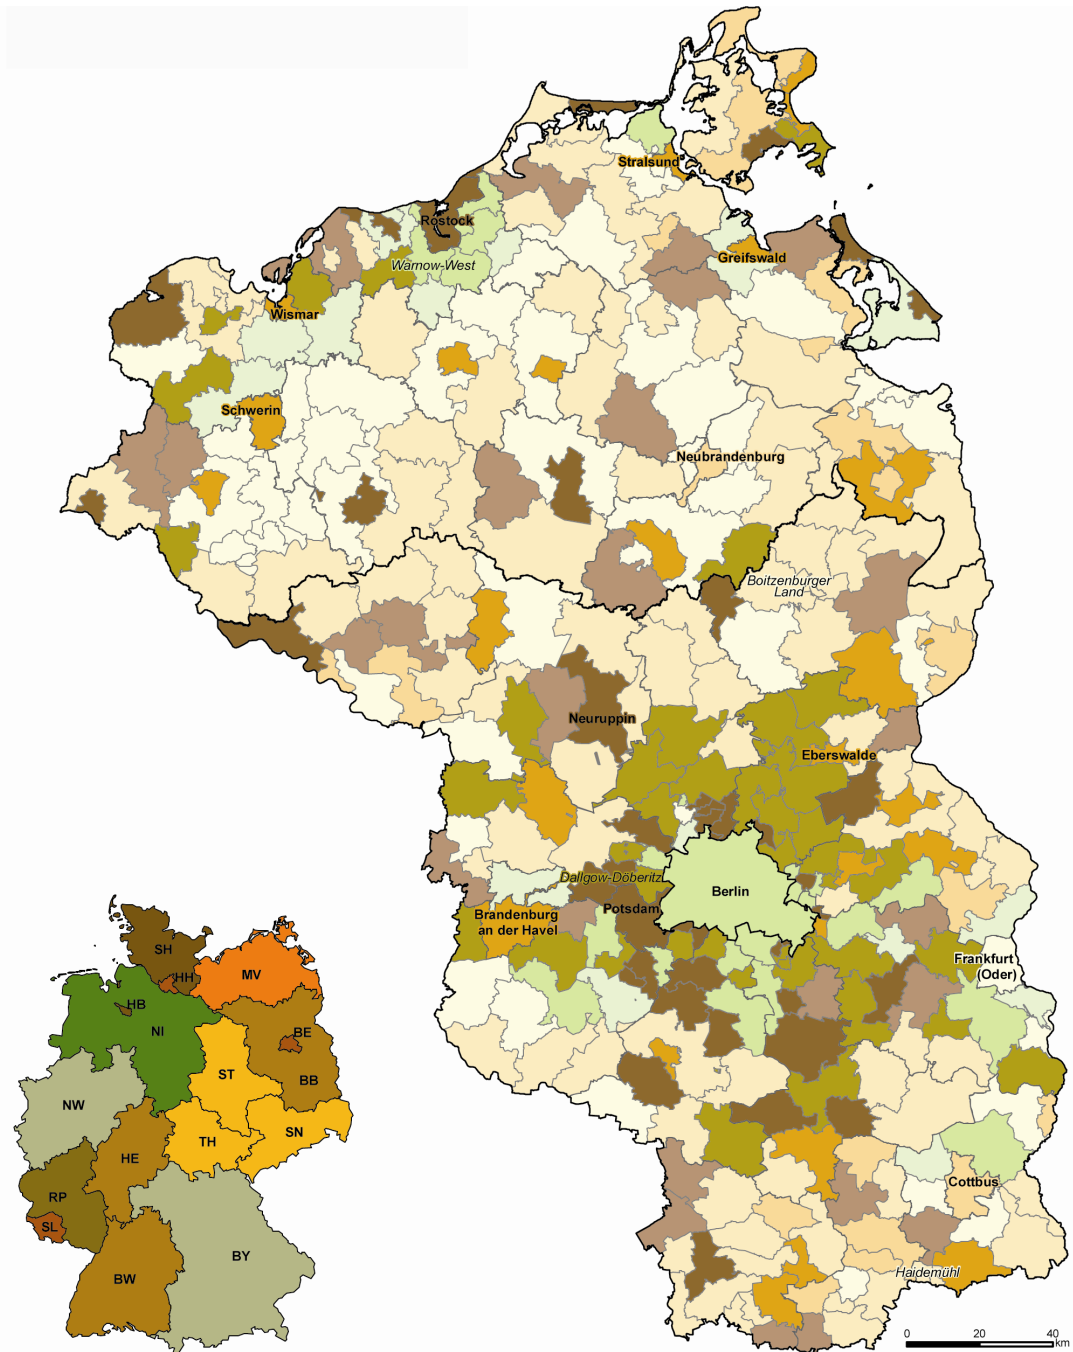 Stralsund
Rostock
Warnow-West
Greifswald
Wismar
Schwerin
Neubrandenburg
Boitzenburger
Land
Neuruppin
Eberswalde
Dallgow-Döberitz
Berlin
Potsdam
Brandenburg
an der Havel
Frankfurt
(Oder)
Cottbus
Haidemühl
SH
HH
MV
HB
NI
BE
BB
ST
NW
TH
SN
HE
RP
SL
BY
BW
0 20 40
km